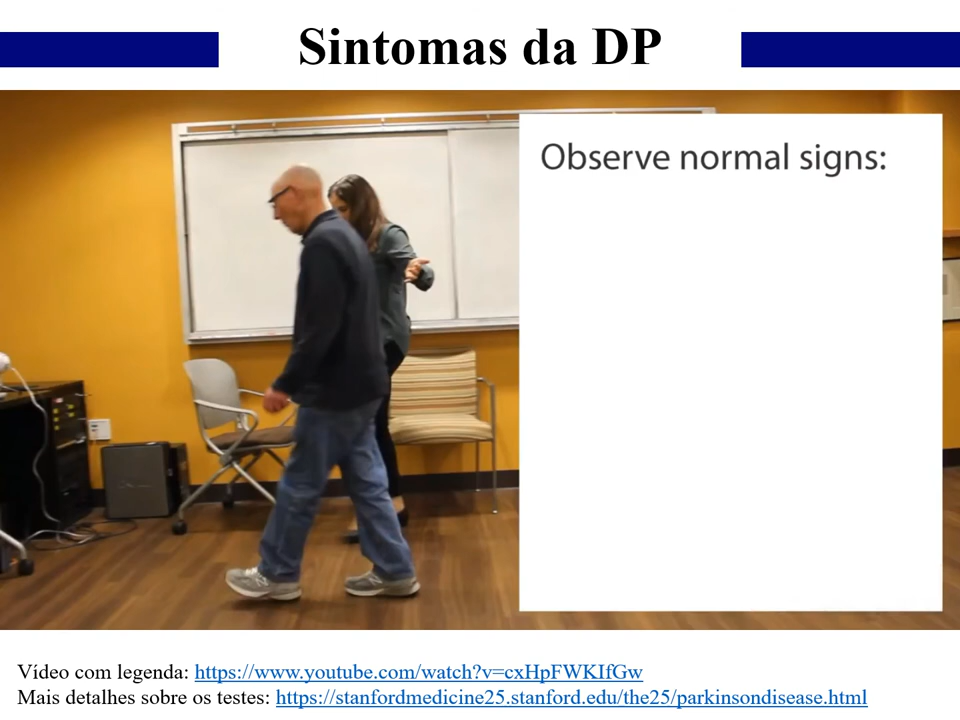 Sintomas da DP
Observe normal signs:
Vídeo com legenda: https://www.youtube.com/watch?v=cxHpFWKIfGw
Mais detalhes sobre os testes: https://stanfordmedicine25.stanford.edu/the25/parkinsondisease.html